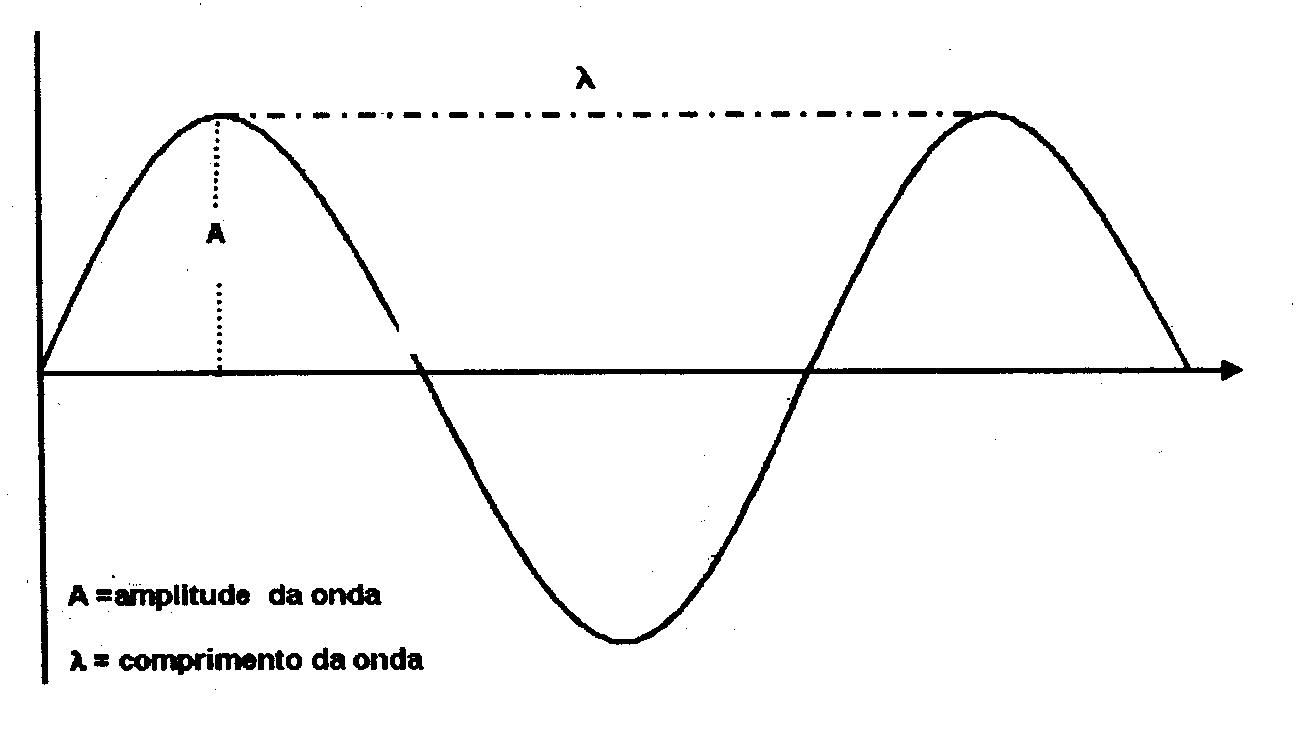 λ
A
A =amplitude da onda
λ = comprimento da onda